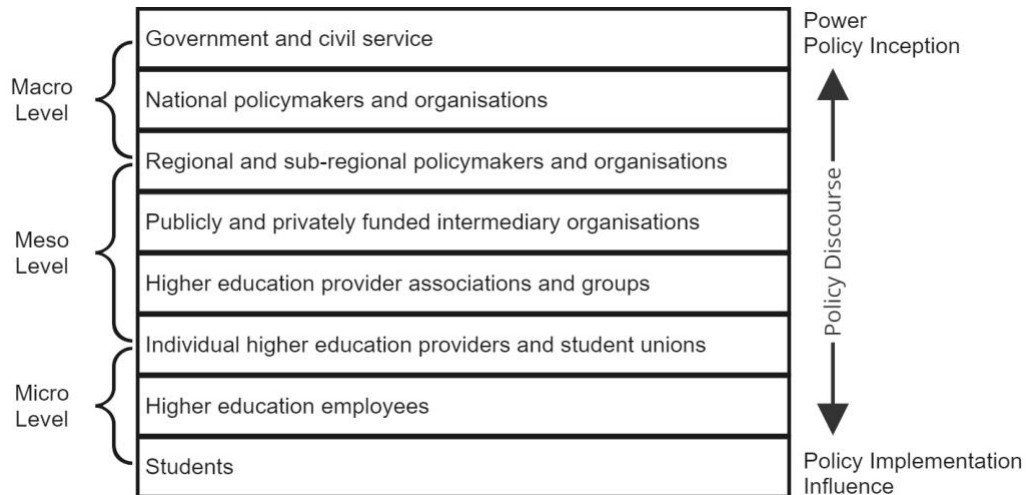 Macro
Level
Meso
Level
Micro
Level
Government and civil service
National policymakers and organisations
Regional and sub-regional policymakers and organisations
Publicly and privately funded intermediary organisations
Higher education provider associations and groups
Individual higher education providers and student unions
Higher education employees
Students
Power
Policy Inception
Policy Discourse
Policy Implementation
Influence